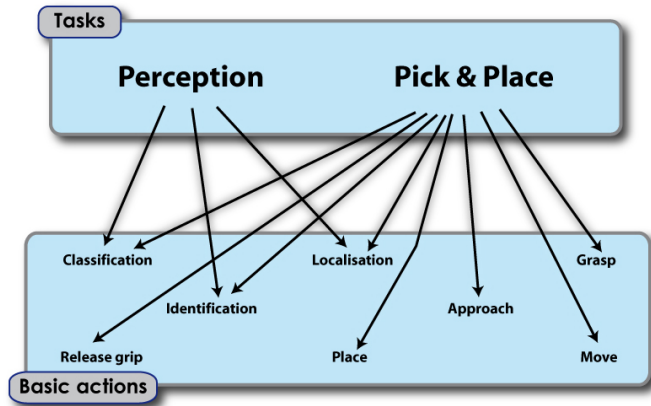 Tasks
Perception
Pick & Place
Classification
Localisation
Grasp
Identification
Approach
Release grip
Place
Move
Basic actions